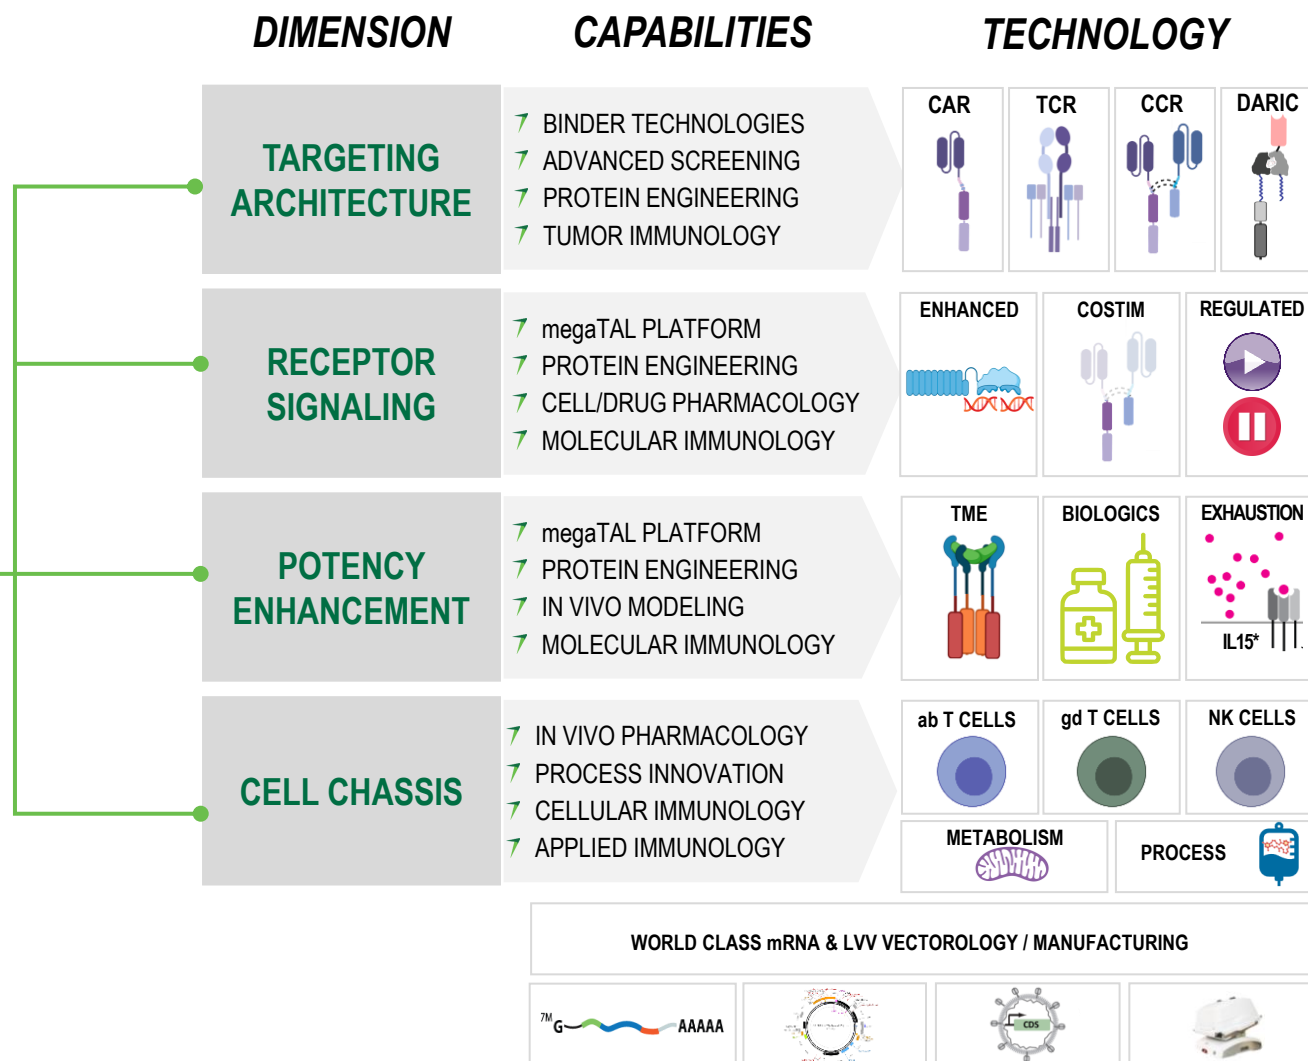 DIMENSION
CAPABILITIES
TECHNOLOGY
TARGETING
ARCHITECTURE
BINDER TECHNOLOGIES
ADVANCED SCREENING
PROTEIN ENGINEERING
TUMOR IMMUNOLOGY
CAR
TCR
CCR
DARIC
RECEPTOR
SIGNALING
megaTAL PLATFORM
PROTEIN ENGINEERING
CELL/DRUG PHARMACOLOGY
MOLECULAR IMMUNOLOGY
ENHANCED
COSTIM
REGULATED
POTENCY
ENHANCEMENT
megaTAL PLATFORM
PROTEIN ENGINEERING
IN VIVO MODELING
MOLECULAR IMMUNOLOGY
TME
BIOLOGICS
EXHAUSTION
IL15*
CELL CHASSIS
IN VIVO PHARMACOLOGY
PROCESS INNOVATION
CELLULAR IMMUNOLOGY
APPLIED IMMUNOLOGY
ab T CELLS
gd T CELLS
NK CELLS
METABOLISM
PROCESS
WORLD CLASS mRNA & LVV VECTOROLOGY / MANUFACTURING
7M G AAAAA
CDS